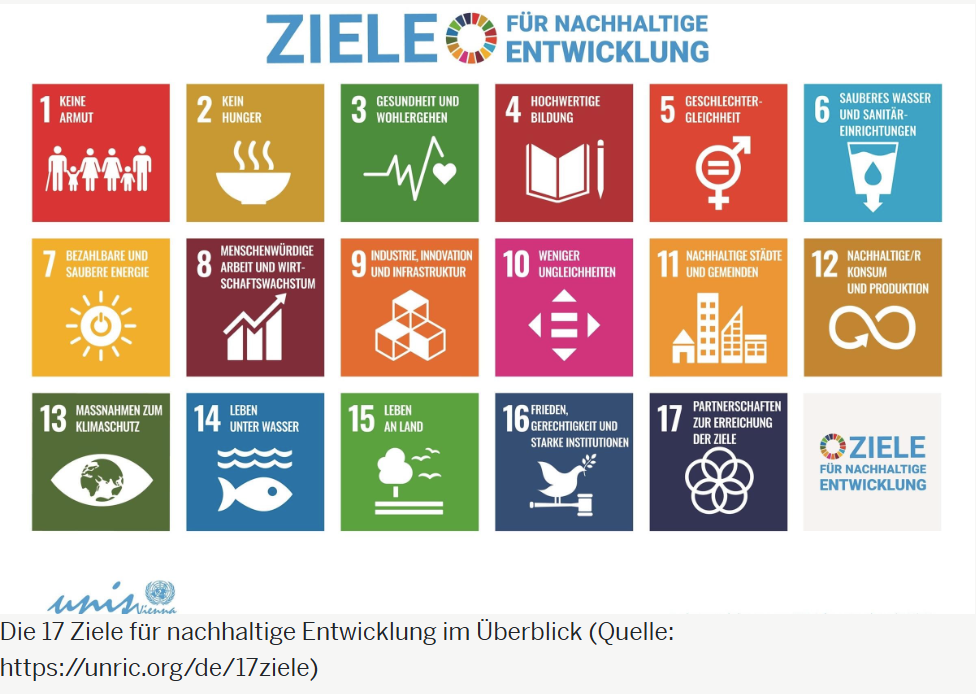 ZIELE FÜR NACHHALTIGE
ENTWICKLUNG
1 KEINE
ARMUT
2 KEIN
HUNGER
3 GESUNDHEIT UND
WOHLERGEHEN
4 HOCHWERTIGE
BILDUNG
5 GESCHLECHTER-
GLEICHHEIT
6 SAUBERES WASSER
UND SANITÄR-
EINRICHTUNGEN
7 BEZAHLBARE UND
SAUBERE ENERGIE
8 MENSCHENWÜRDIGE
ARBEIT UND WIRT-
SCHAFTSWACHSTUM
9 INDUSTRIE, INNOVATION
UND INFRASTRUKTUR
10 WENIGER
UNGLEICHHEITEN
11 NACHHALTIGE STÄDTE
UND GEMEINDEN
12 NACHHALTIGE/R
KONSUM
UND PRODUKTION
13 MASSNAHMEN ZUM
KLIMASCHUTZ
14 LEBEN
UNTER WASSER
15 LEBEN
AN LAND
16 FRIEDEN,
GERECHTIGKEIT UND
STARKE INSTITUTIONEN
17 PARTNERSCHAFTEN
ZUR ERREICHUNG
DER ZIELE
ZIELE
FÜR NACHHALTIGE
ENTWICKLUNG
unis Vienna
Die 17 Ziele für nachhaltige Entwicklung im Überblick (Quelle:
https://unric.org/de/17ziele)